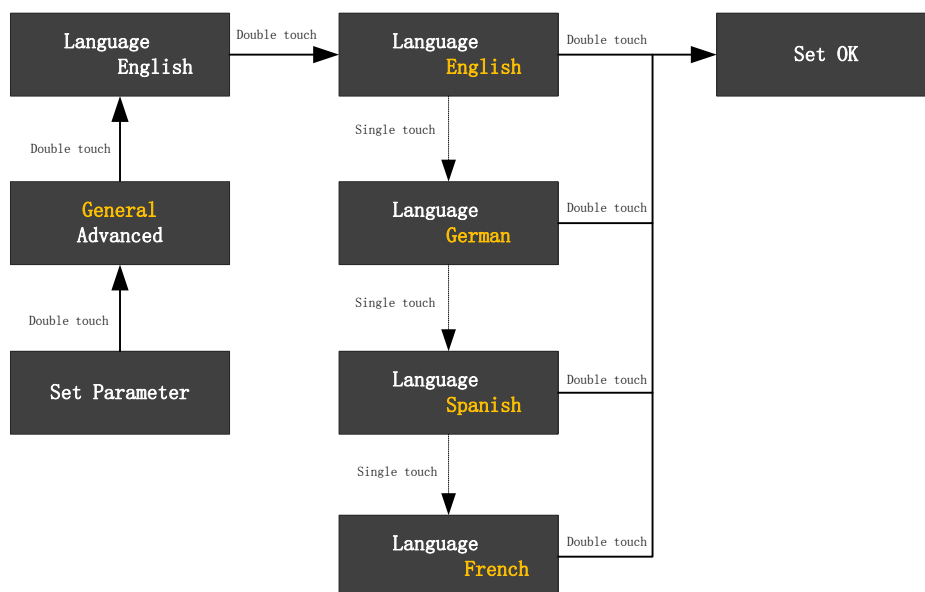 Language
English
Double touch
Language
English
Double touch
Set OK
Double touch
Single touch
General
Advanced
Language
German
Double touch
Double touch
Single touch
Set Parameter
Language
Spanish
Double touch
Single touch
Language
French
Double touch